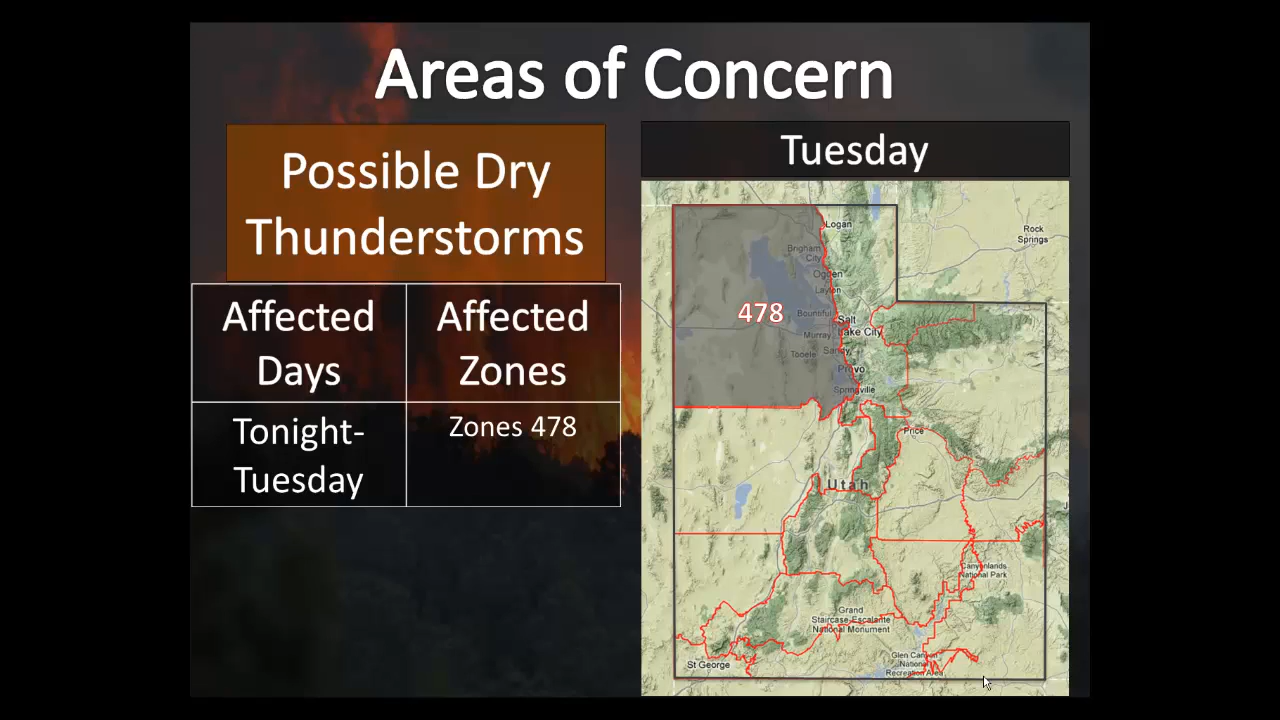 Areas of Concern
Possible Dry
Thunderstorms
Affected
Days
Affected
Zones
Tonight-
Tuesday
Zones 478
Tuesday
Logan
Rock
Springs
Brigham
City
Ogden
Layton
478
Bountiful
Salt
Lake City
Murray
Sandy
Tooele
Provo
Springville
Price
Utah
Canyonlands
National Park
Grand
Staircase-Escalante
National Monument
St George
Glen Canyon
National
Recreation Area
J